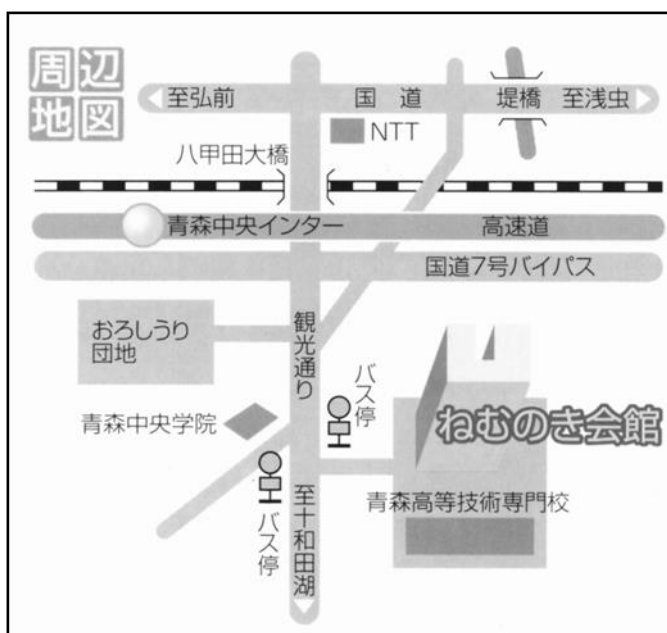 周辺
地図
至弘前
国道
堤橋
至浅虫
NTT
八甲田大橋
青森中央インター
高速道
国道7号バイパス
おろしうり
団地
観光通り
バス停
青森中央学院
ねむのき会館
バス停
至十和田湖
青森高等技術専門校